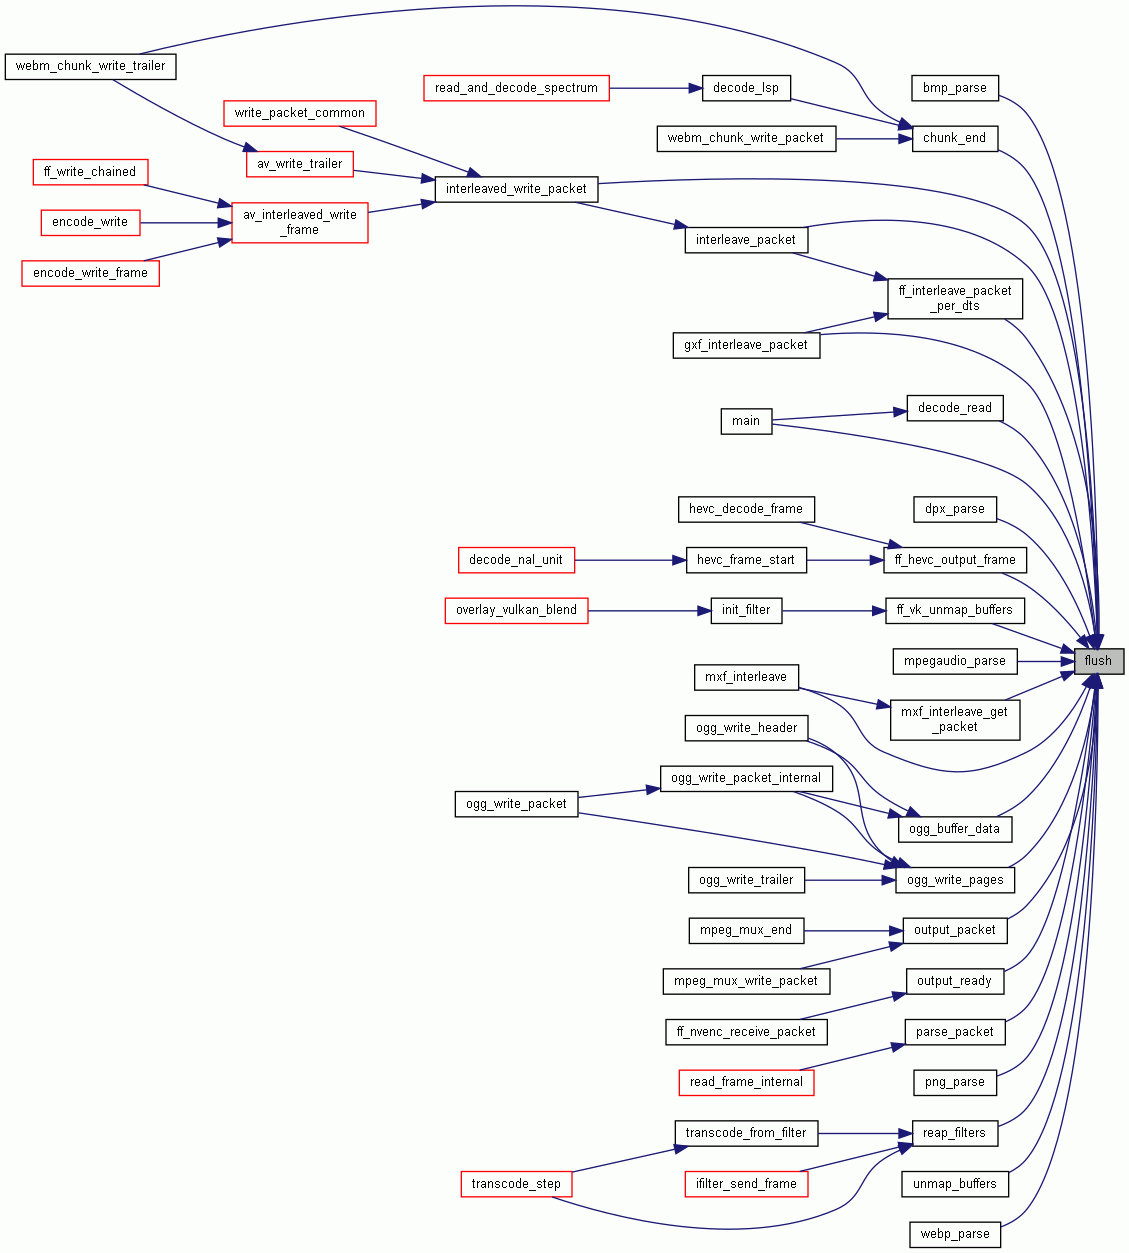 webm_chunk_write_trailer
read_and_decode_spectrum
decode_lsp
bmp_parse
write_packet_common
webm_chunk_write_packet
chunk_end
av_write_trailer
ff_write_chained
interleaved_write_packet
encode_write
av_interleaved_write
_frame
interleave_packet
encode_write_frame
ff_interleave_packet
_per_dts
gxf_interleave_packet
decode_read
main
hevc_decode_frame
dpx_parse
decode_nal_unit
hevc_frame_start
ff_hevc_output_frame
overlay_vulkan_blend
init_filter
ff_vk_unmap_buffers
mpegaudio_parse
flush
mxf_interleave
mxf_interleave_get
_packet
ogg_write_header
ogg_write_packet_internal
ogg_write_packet
ogg_buffer_data
ogg_write_trailer
ogg_write_pages
mpeg_mux_end
output_packet
mpeg_mux_write_packet
output_ready
ff_nvenc_receive_packet
parse_packet
read_frame_internal
png_parse
transcode_from_filter
reap_filters
transcode_step
ifilter_send_frame
unmap_buffers
webp_parse